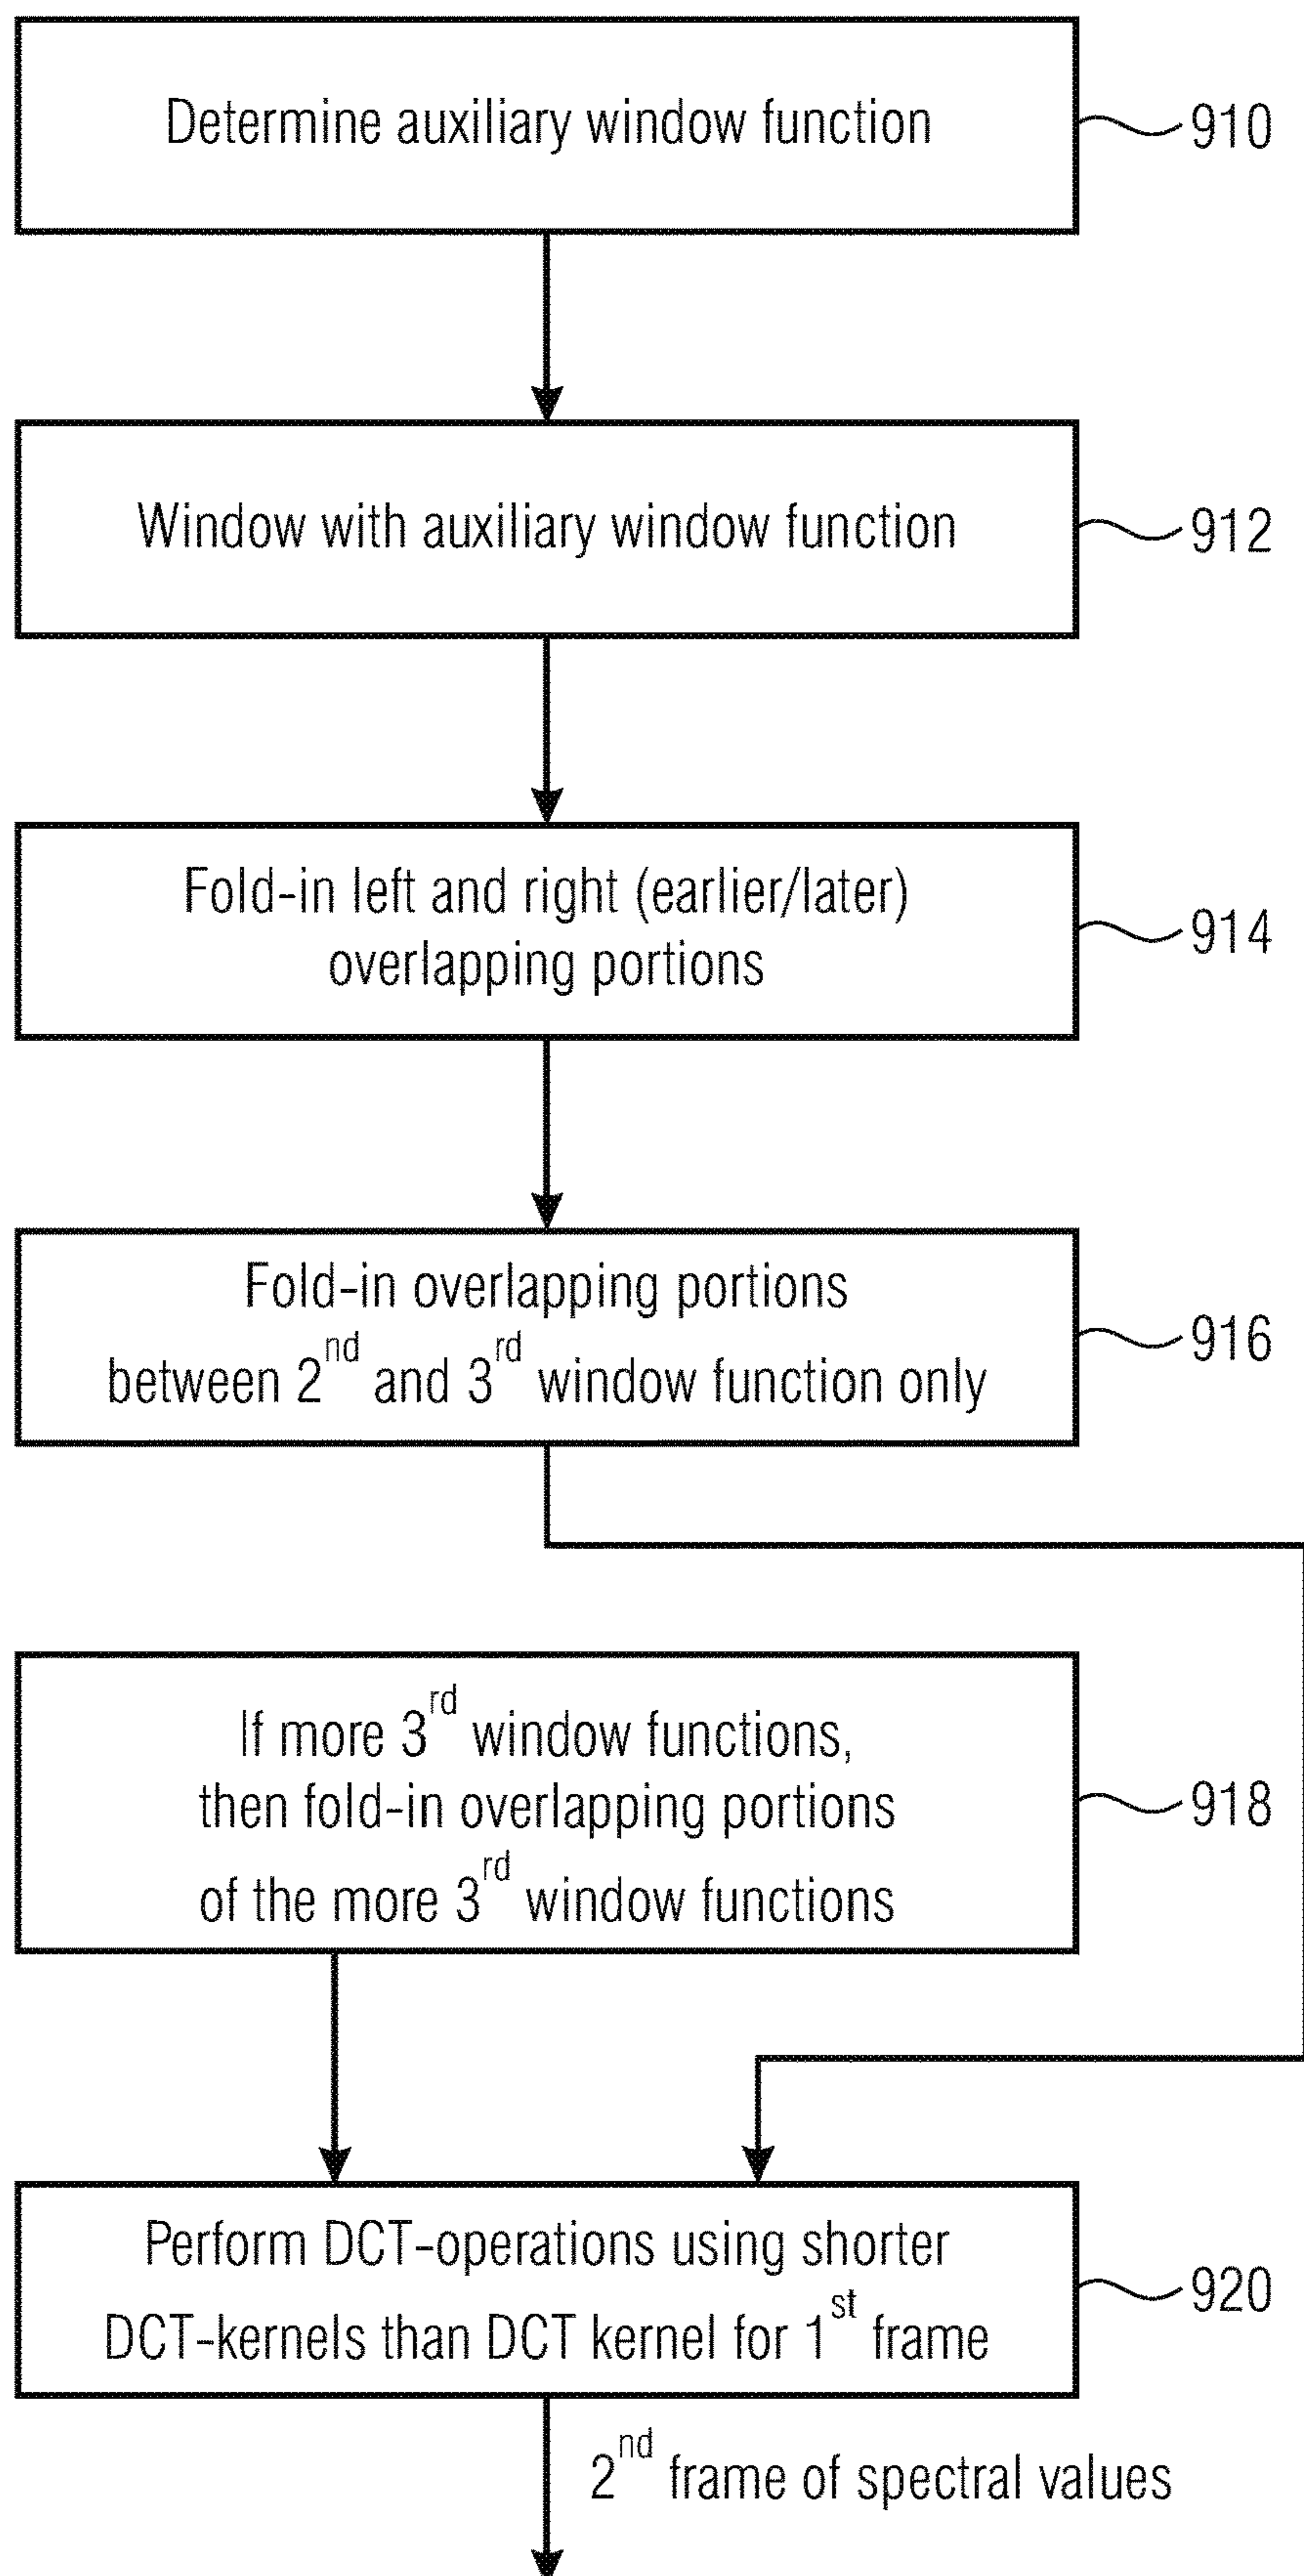 Determine auxiliary window function
910
Window with auxiliary window function
912
Fold-in left and right (earlier/later)
overlapping portions
914
Fold-in overlapping portions
between 2nd and 3rd window function only
916
If more 3rd window functions,
then fold-in overlapping portions
of the more 3rd window functions
918
Perform DCT-operations using shorter
DCT-kernels than DCT kernel for 1st frame
920
2nd frame of spectral values